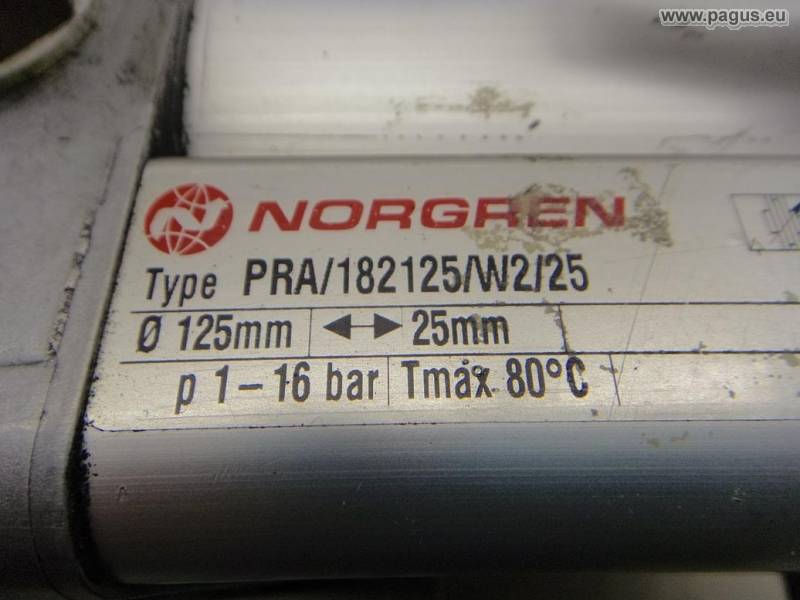 www.pagus.eu
NORGREN
Type PRA/182125/W2/25
Ø 125mm 25mm
p 1-16 bar Tmax 80°C